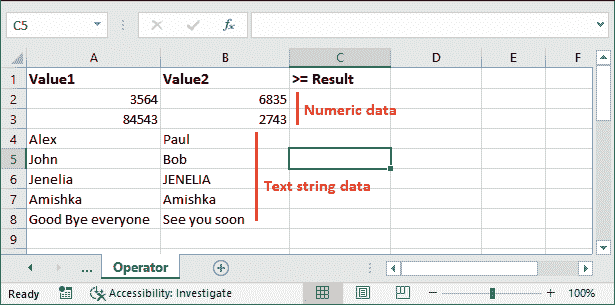 C5 fx
A B C D E F
1 Value1 Value2 >= Result
2 3564 6835
Numeric data
3 84543 2743
4 Alex Paul
5 John Bob
6 Jenelia JENELIA
Text string data
7 Amishka Amishka
8 Good Bye everyone See you soon
9
... Operator
Ready Accessibility: Investigate 100%